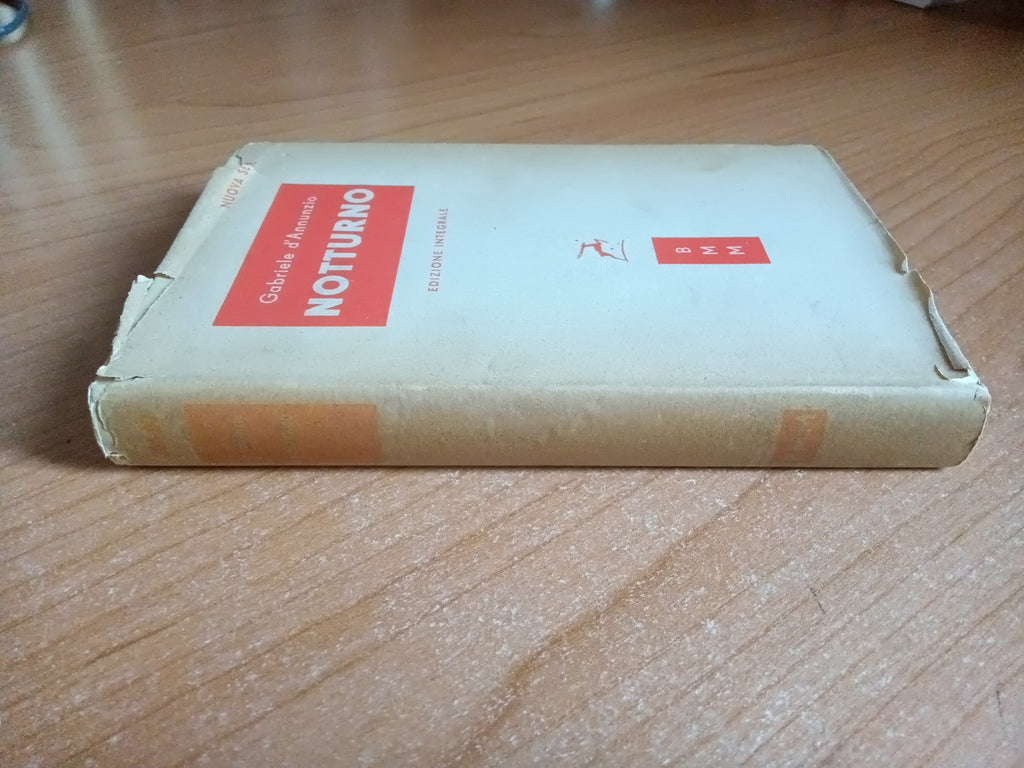 NUOVA SE
Gabriele d'Annunzio
NOTTURNO
EDIZIONE INTEGRALE
B
M
M